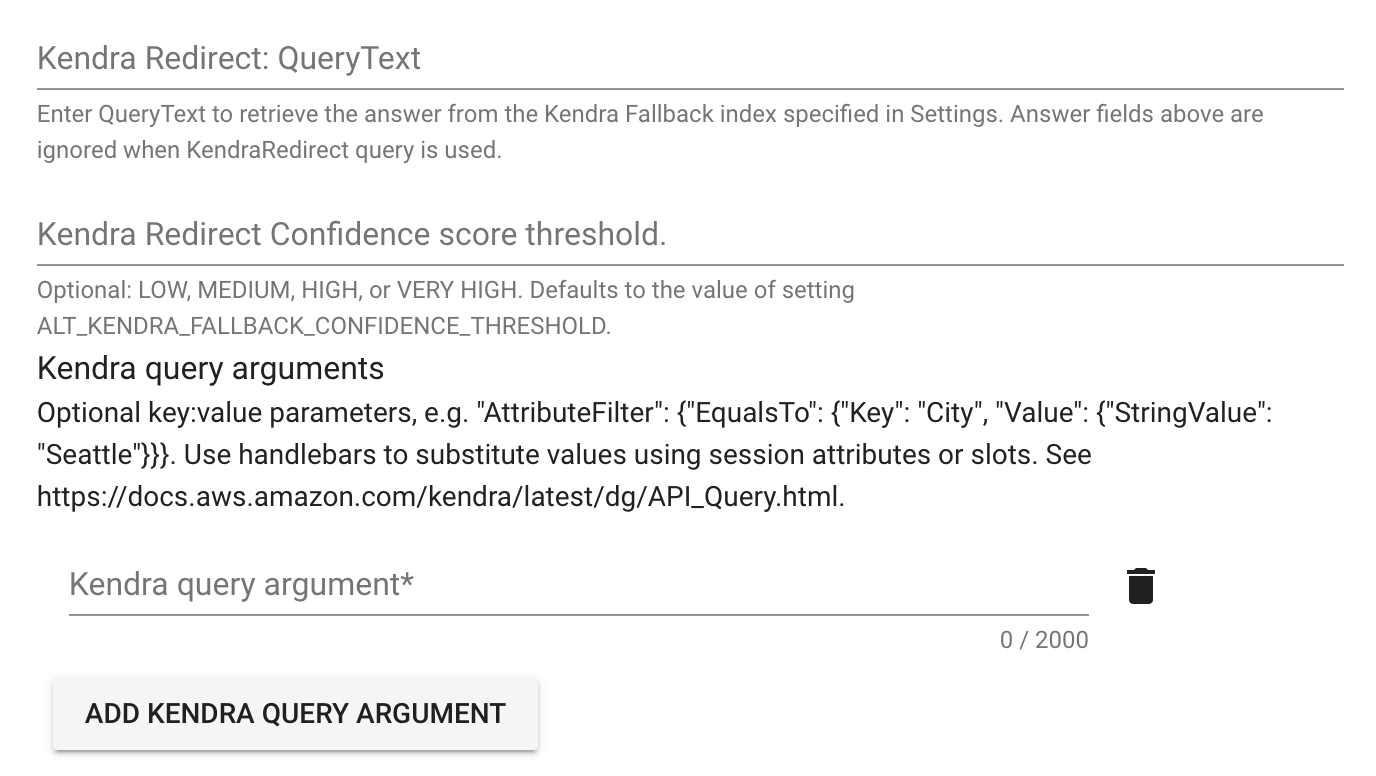 Kendra Redirect: QueryText
Enter QueryText to retrieve the answer from the Kendra Fallback index specified in Settings. Answer fields above are
ignored when KendraRedirect query is used.
Kendra Redirect Confidence score threshold.
Optional: LOW, MEDIUM, HIGH, or VERY HIGH. Defaults to the value of setting
ALT_KENDRA_FALLBACK_CONFIDENCE_THRESHOLD.
Kendra query arguments
Optional key:value parameters, e.g. "AttributeFilter": {"EqualsTo": {"Key": "City", "Value": {"StringValue":
"Seattle"}}}. Use handlebars to substitute values using session attributes or slots. See
https://docs.aws.amazon.com/kendra/latest/dg/API_Query.html.
Kendra query argument*
0 / 2000
ADD KENDRA QUERY ARGUMENT